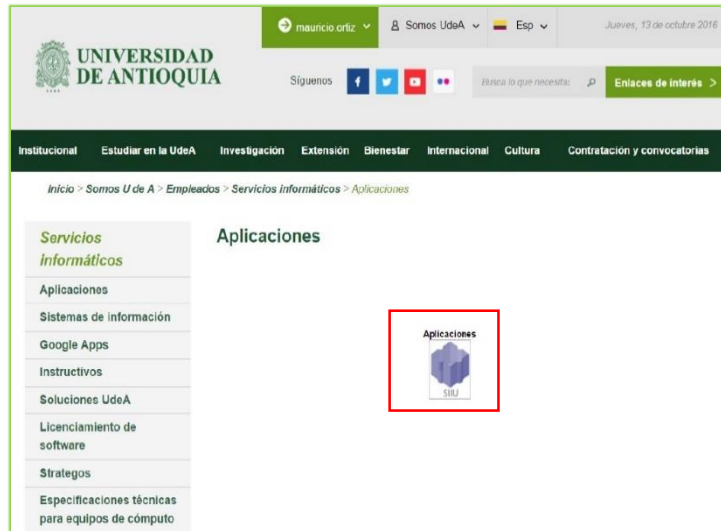 mauricio.ortiz
Somos UdeA
Esp
Jueves, 13 de octubre 2016
UNIVERSIDAD
DE ANTIOQUIA
Síguenos
Busca lo que necesitas
Enlaces de interés >
Institucional Estudiar en la UdeA Investigación Extensión Bienestar Internacional Cultura Contratación y convocatorias
Inicio > Somos U de A > Empleados > Servicios informáticos > Aplicaciones
Servicios
informáticos
Aplicaciones
Sistemas de información
Google Apps
Instructivos
Soluciones UdeA
Licenciamiento de
software
Strategos
Especificaciones técnicas
para equipos de cómputo
Aplicaciones
Aplicaciones
SIIU